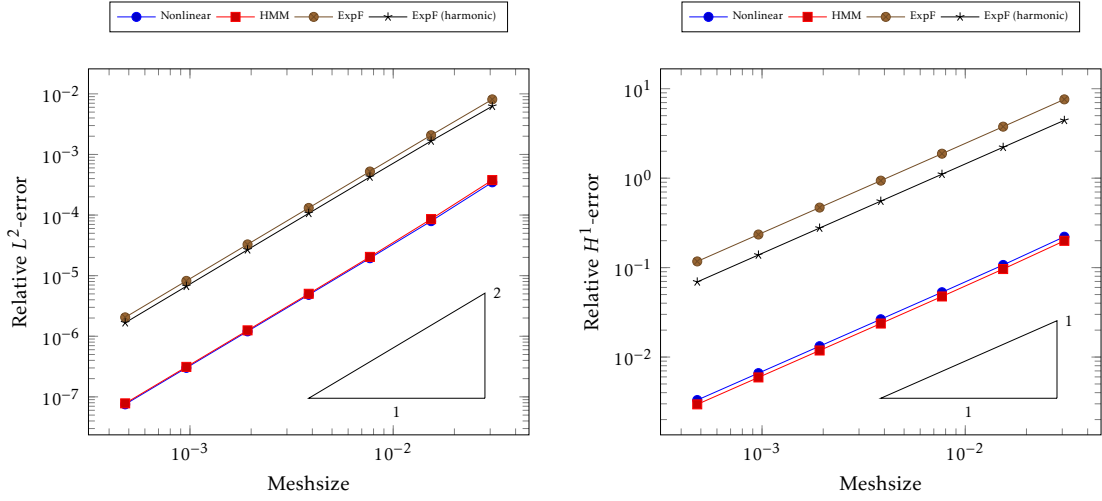 Nonlinear HMM ExpF ExpF (harmonic)
10^-2
10^-3
10^-4
10^-5
10^-6
10^-7
Relative L^2-error
2
1
10^-3 10^-2
Meshsize
Nonlinear HMM ExpF ExpF (harmonic)
10^1
10^0
10^-1
10^-2
Relative H^1-error
1
1
10^-3 10^-2
Meshsize